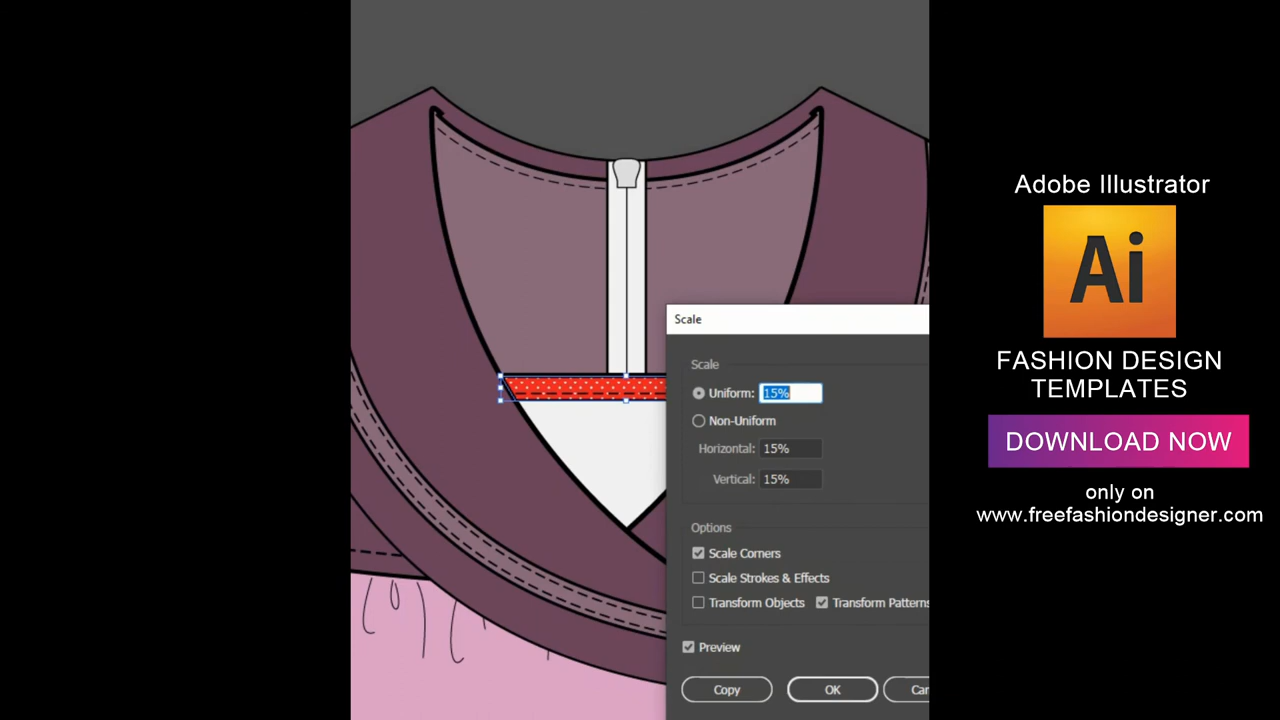 Scale
Scale
Uniform: 15%
Non-Uniform
Horizontal: 15%
Vertical: 15%
Options
Scale Corners
Scale Strokes & Effects
Transform Objects Transform Patterns
Preview
Copy OK Can
Adobe Illustrator
Ai
FASHION DESIGN
TEMPLATES
DOWNLOAD NOW
only on
www.freefashiondesigner.com